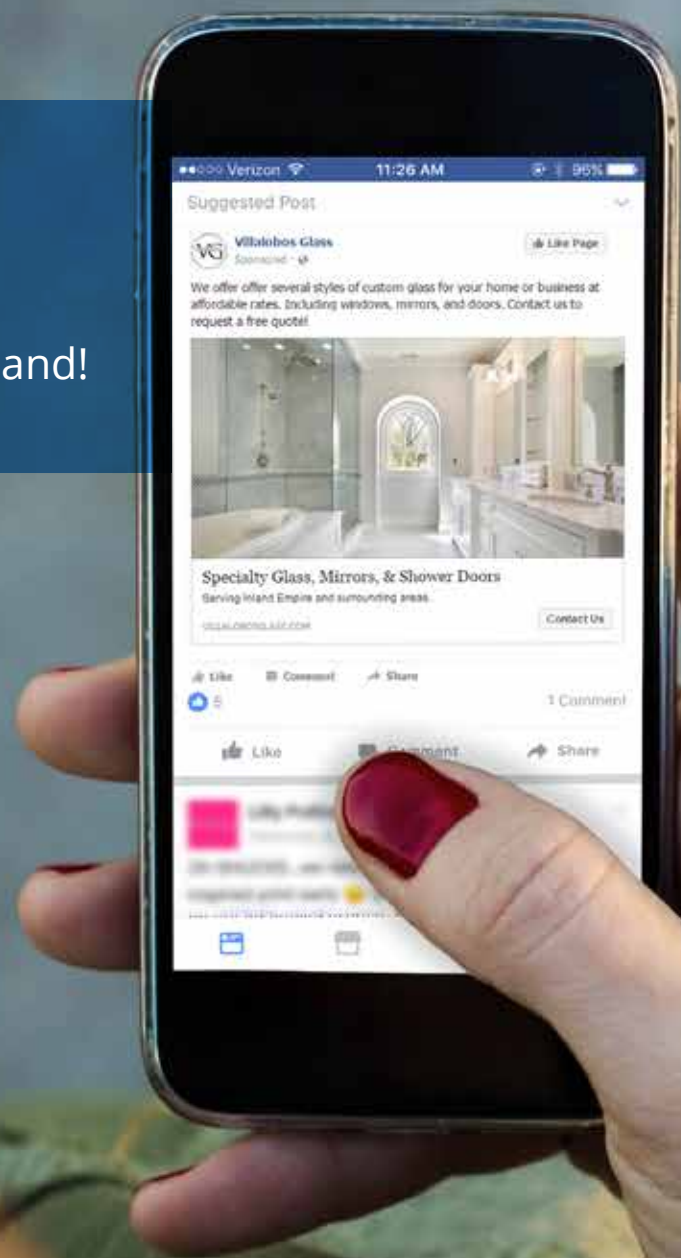 and!
Verizon 11:26 AM 96%
Suggested Post
VG Villalobos Glass
Sponsored ·
Like Page
We offer offer several styles of custom glass for your home or business at
affordable rates. Including windows, mirrors, and doors. Contact us to
request a free quote!
Specialty Glass, Mirrors, & Shower Doors
Serving Inland Empire and surrounding areas.
Contact Us
Like Comment Share
5 1 Comment
Like Comment Share